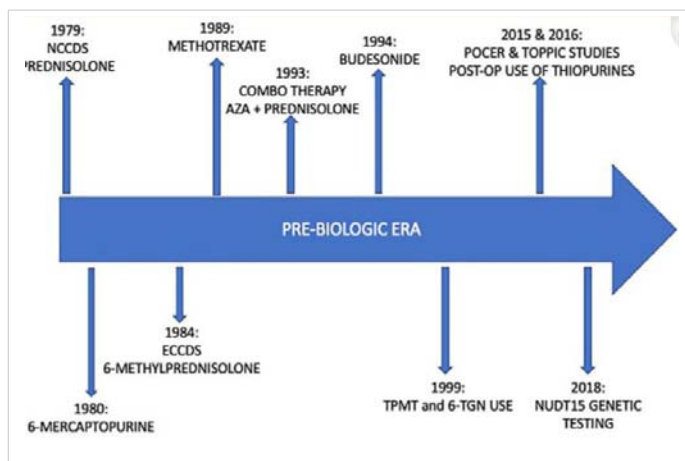 1979:
NCCDS
PREDNISOLONE
1989:
METHOTREXATE
1993:
COMBO THERAPY
AZA + PREDNISOLONE
1994:
BUDESONIDE
2015 & 2016:
POCER & TOPPIC STUDIES
POST-OP USE OF THIOPURINES
PRE-BIOLOGIC ERA
1980:
6-MERCAPTOPURINE
1984:
ECCDS
6-METHYLPREDNISOLONE
1999:
TPMT and 6-TGN USE
2018:
NUDT15 GENETIC
TESTING